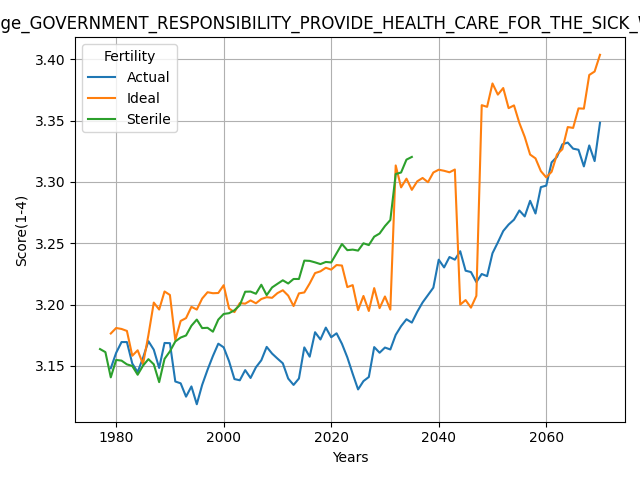 ge_GOVERNMENT_RESPONSIBILITY_PROVIDE_HEALTH_CARE_FOR_THE_SICK_
Fertility
Actual
Ideal
Sterile
Score(1-4)
3.40
3.35
3.30
3.25
3.20
3.15
1980
2000
2020
2040
2060
Years